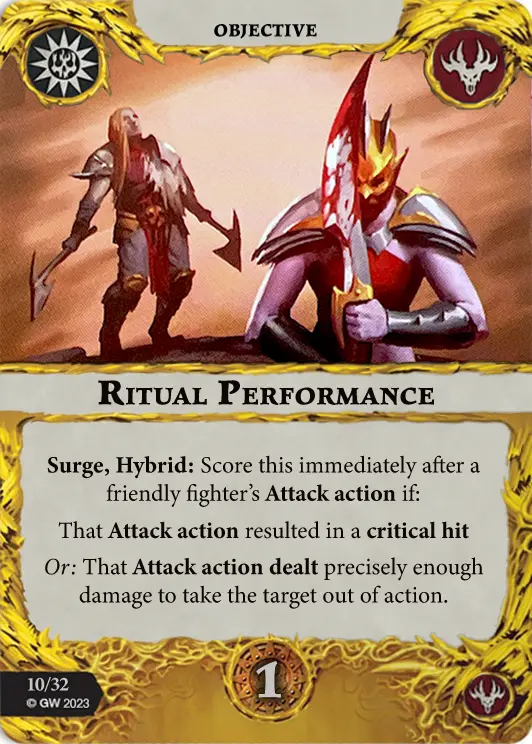 OBJECTIVE
RITUAL PERFORMANCE
Surge, Hybrid: Score this immediately after a
friendly fighter's Attack action if:
That Attack action resulted in a critical hit
Or: That Attack action dealt precisely enough
damage to take the target out of action.
1
10/32
© GW 2023